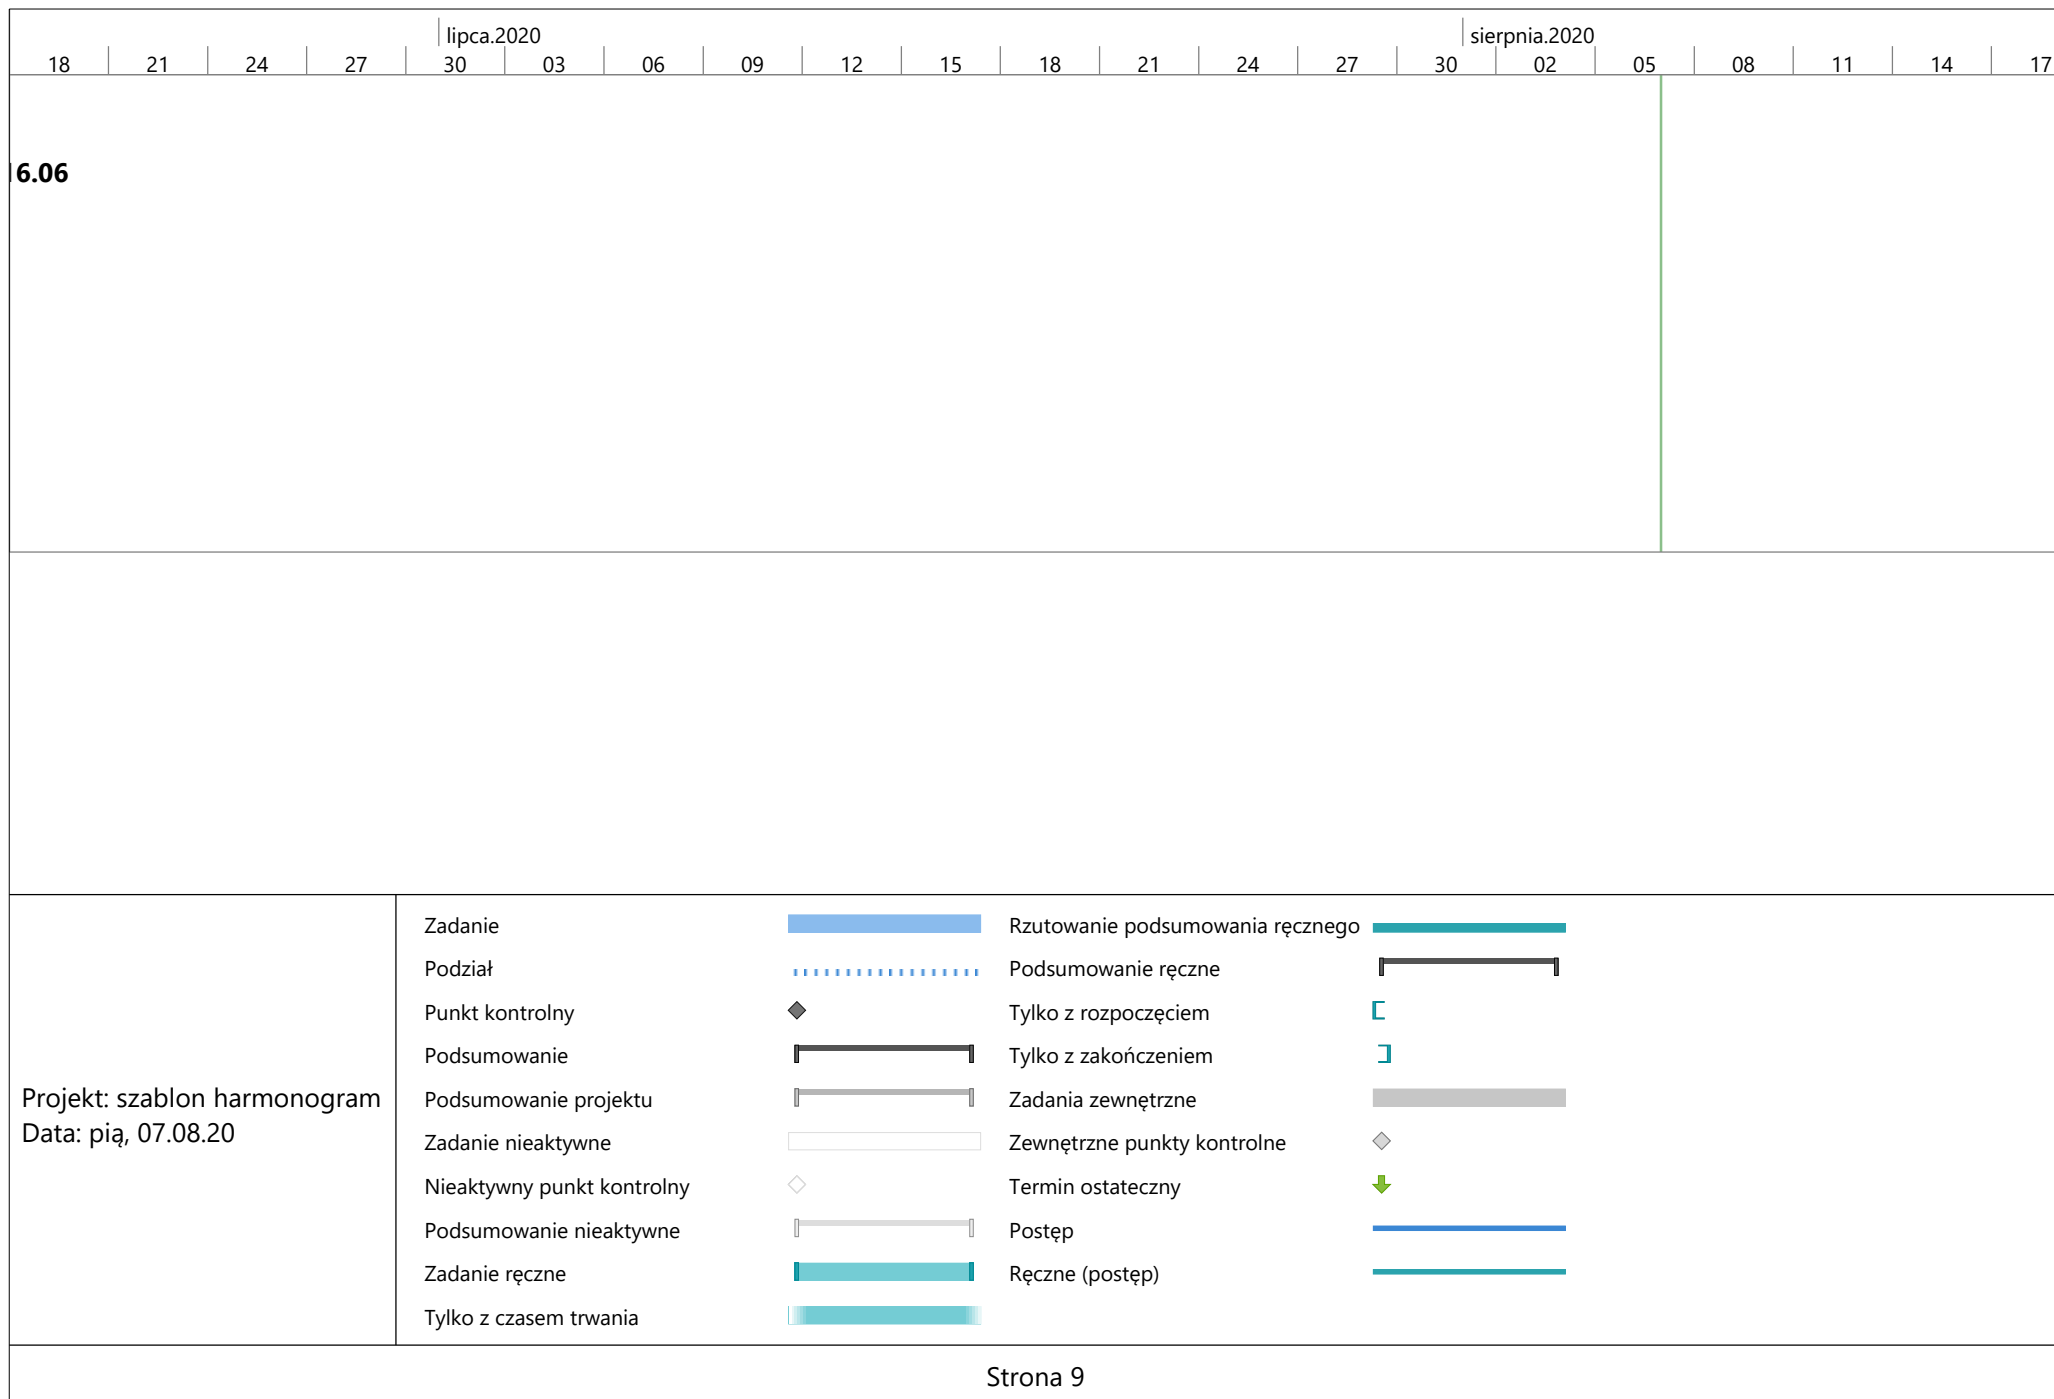 lipca.2020 sierpnia.2020
18 21 24 27 30 03 06 09 12 15 18 21 24 27 30 02 05 08 11 14 17
16.06
Zadanie Rzutowanie podsumowania ręcznego
Podział Podsumowanie ręczne
Punkt kontrolny Tylko z rozpoczęciem
Podsumowanie Tylko z zakończeniem
Projekt: szablon harmonogram
Data: pią, 07.08.20
Podsumowanie projektu Zadania zewnętrzne
Zadanie nieaktywne Zewnętrzne punkty kontrolne
Nieaktywny punkt kontrolny Termin ostateczny
Podsumowanie nieaktywne Postęp
Zadanie ręczne Ręczne (postęp)
Tylko z czasem trwania
Strona 9